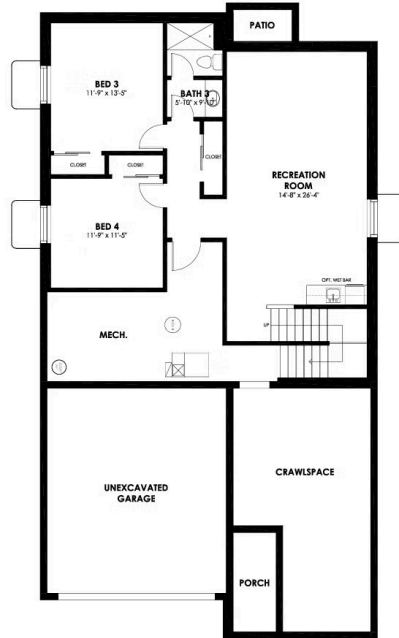 PATIO
BED 3
11'-9" x 13'-5"
BATH 3
5'-10" x 9'-10"
CLOSET
CLOSET
CLOSET
RECREATION
ROOM
14'-8" x 26'-4"
BED 4
11'-9" x 11'-5"
OPT. WET BAR
UP
MECH.
CRAWLSPACE
UNEXCAVATED
GARAGE
PORCH